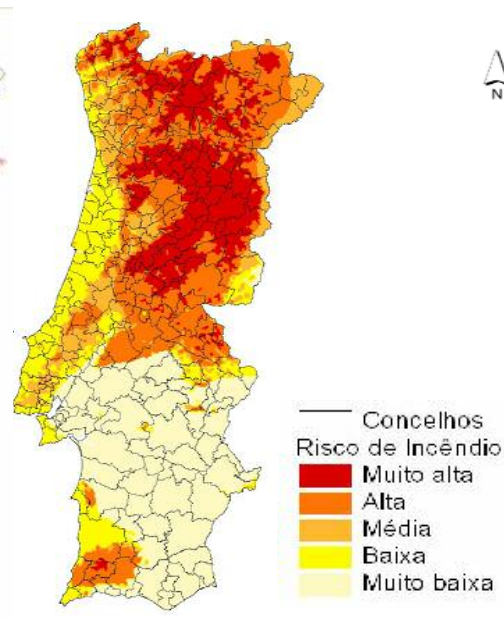 N
Concelhos
Risco de Incêndio
Muito alta
Alta
Média
Baixa
Muito baixa